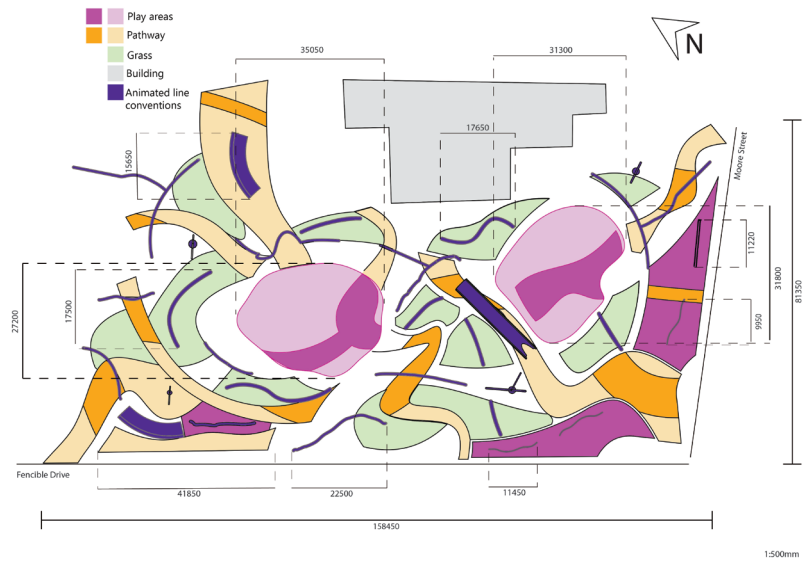 Play areas
Pathway
Grass
Building
Animated line
conventions
35050
31300
N
17650
15650
Moore Street
11220
31800
81350
9950
17500
27200
Fencible Drive
41850
22500
11450
158450
1:500mm